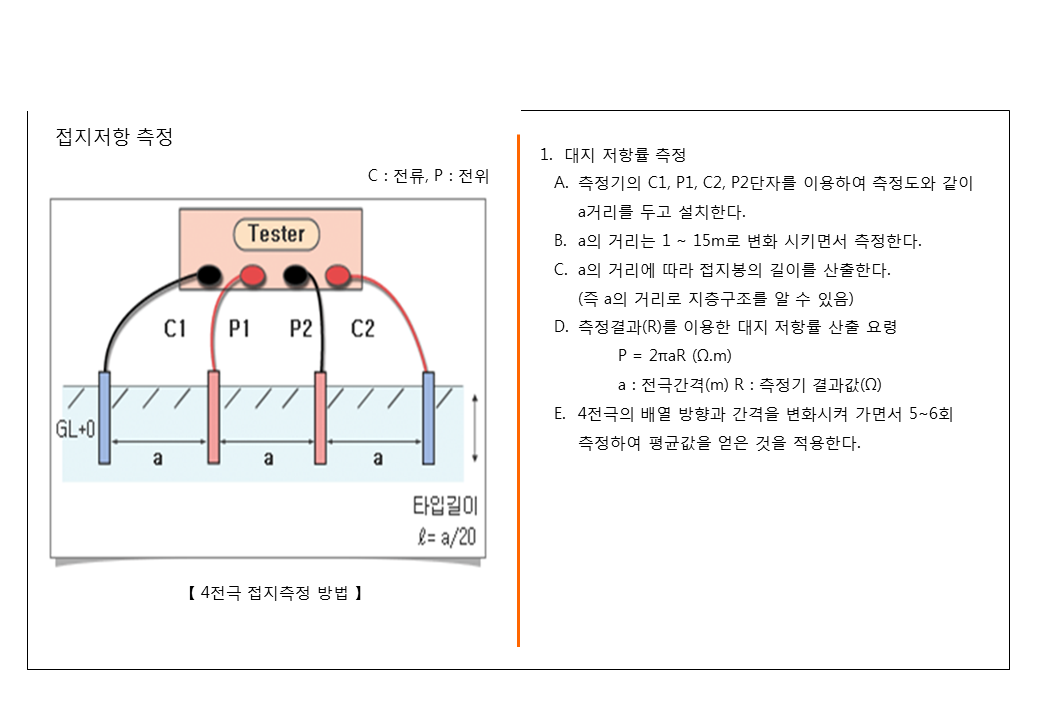 접지저항 측정
C : 전류, P : 전위
Tester
C1 P1 P2 C2
GL+0
a a a
타입길이
ℓ= a/20
【 4전극 접지측정 방법 】
1. 대지 저항률 측정
A. 측정기의 C1, P1, C2, P2단자를 이용하여 측정도와 같이
a거리를 두고 설치한다.
B. a의 거리는 1 ~ 15m로 변화 시키면서 측정한다.
C. a의 거리에 따라 접지봉의 길이를 산출한다.
(즉 a의 거리로 지층구조를 알 수 있음)
D. 측정결과(R)를 이용한 대지 저항률 산출 요령
P = 2πaR (Ω.m)
a : 전극간격(m) R : 측정기 결과값(Ω)
E. 4전극의 배열 방향과 간격을 변화시켜 가면서 5~6회
측정하여 평균값을 얻은 것을 적용한다.